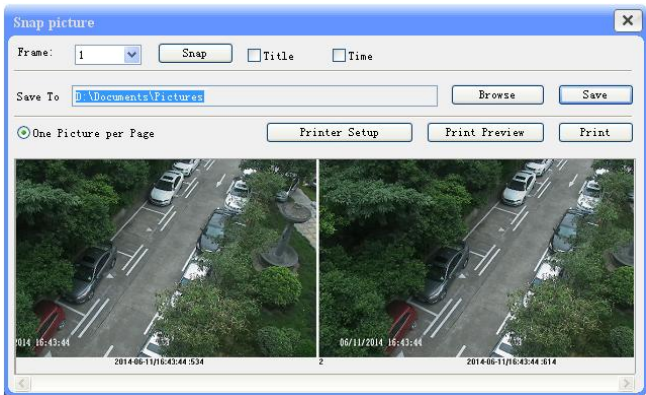 Snap picture
Frame: 1 Snap Title Time
Save To D:\Documents\Pictures Browse Save
One Picture per Page Printer Setup Print Preview Print
2014 16:43:44 06/11/2014 16:43:44
2014-06-11/16:43:44 :534 2 2014-06-11/16:43:44 :614